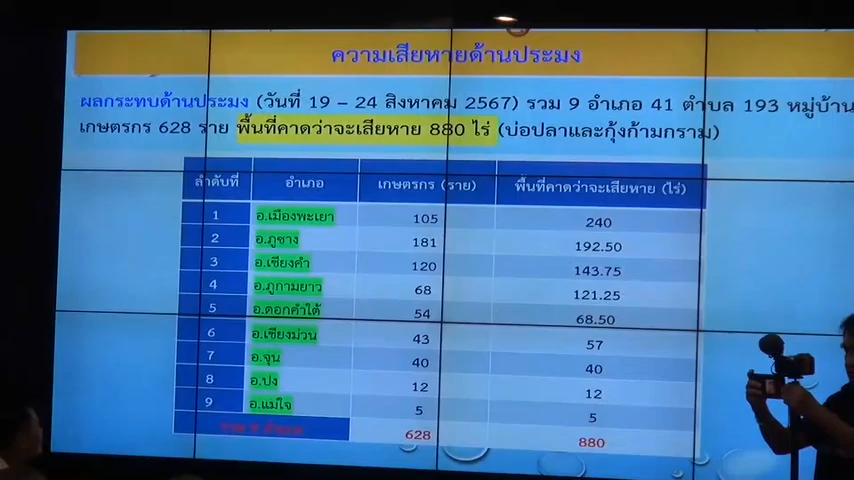 ความเสียหายด้านประมง
ผลกระทบด้านประมง (วันที่ 19 – 24 สิงหาคม 2567) รวม 9 อำเภอ 41 ตำบล 193 หมู่บ้าน
เกษตรกร 628 ราย พื้นที่คาดว่าจะเสียหาย 880 ไร่ (บ่อปลาและกุ้งก้ามกราม)
ลำดับที่ อำเภอ เกษตรกร (ราย) พื้นที่คาดว่าจะเสียหาย (ไร่)
1 อ.เมืองพะเยา 105 240
2 อ.ภูซาง 181 192.50
3 อ.เชียงคำ 120 143.75
4 อ.ภูกามยาว 68 121.25
5 อ.ดอกคำใต้ 54 68.50
6 อ.เชียงม่วน 43 57
7 อ.จุน 40 40
8 อ.ปง 12 12
9 อ.แม่ใจ 5 5
รวม 9 อำเภอ 628 880